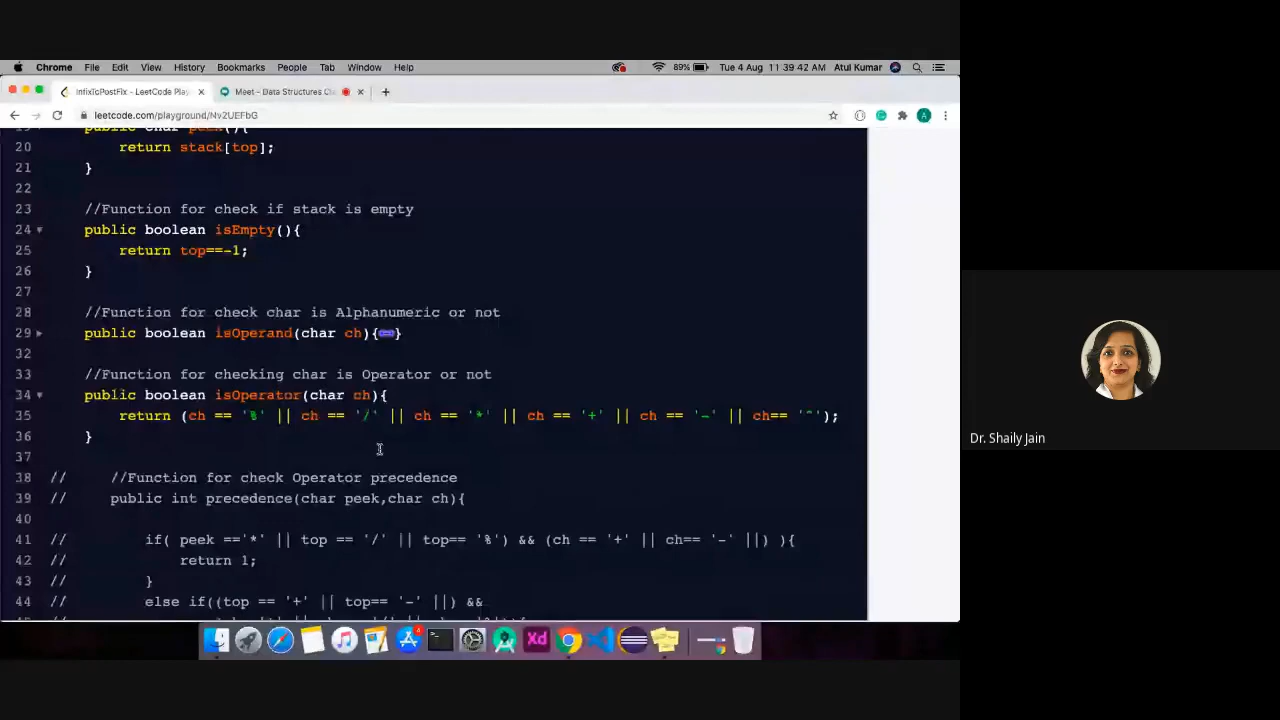 Chrome File Edit View History Bookmarks People Tab Window Help 89% Tue 4 Aug 11:39:42 AM Atul Kumar
InfixToPostFix - LeetCode Play
Meet – Data Structures Cl
leetcode.com/playground/Nv2UEFbG
19 public char peek(){
20 return stack[top];
21 }
22
23 //Function for check if stack is empty
24 public boolean isEmpty(){
25 return top==-1;
26 }
27
28 //Function for check char is Alphanumeric or not
29 public boolean isOperand(char ch){}
32
33 //Function for checking char is Operator or not
34 public boolean isOperator(char ch){
35 return (ch == '%' || ch == '/' || ch == '*' || ch == '+' || ch == '-' || ch== '^');
36 }
37
38 // //Function for check Operator precedence
39 // public int precedence(char peek,char ch){
40
41 // if( peek =='*' || top == '/' || top== '%') && (ch == '+' || ch== '-' ||) ){
42 // return 1;
43 // }
44 // else if((top == '+' || top== '-' ||) &&
Xd
A
Dr. Shaily Jain